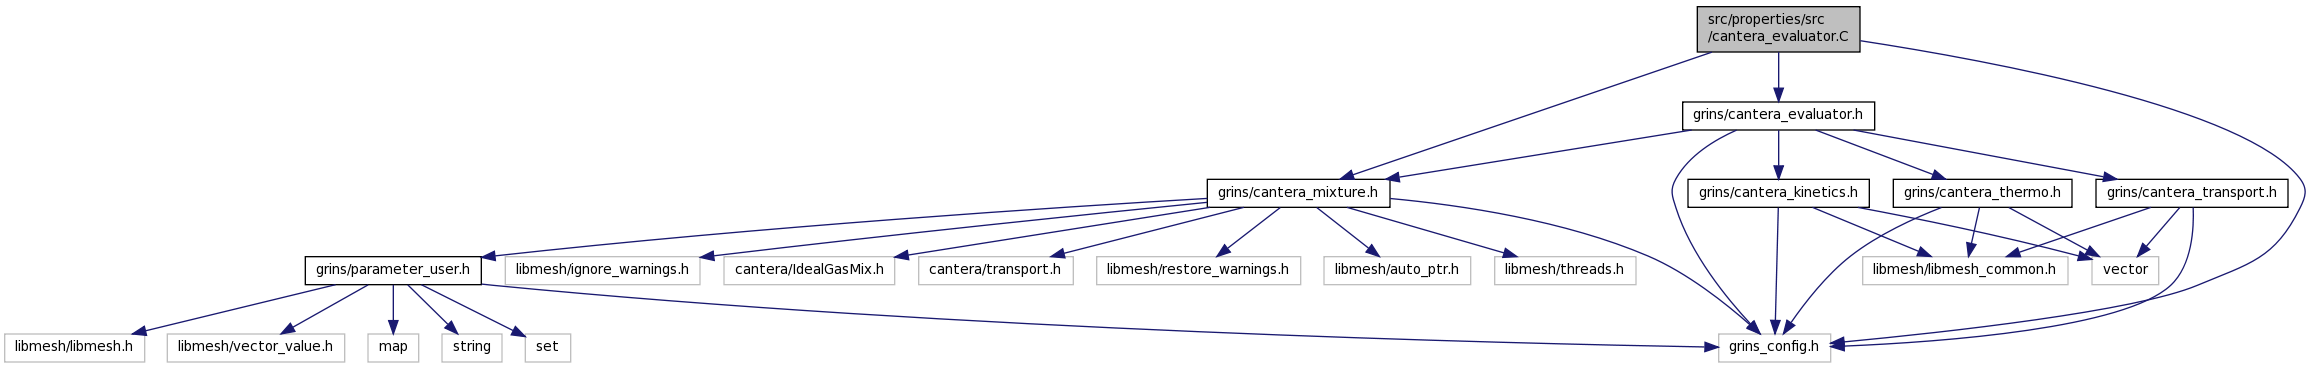 src/properties/src
/cantera_evaluator.C
grins/cantera_evaluator.h
grins/cantera_mixture.h
grins/cantera_kinetics.h
grins/cantera_thermo.h
grins/cantera_transport.h
grins/parameter_user.h
libmesh/ignore_warnings.h
cantera/IdealGasMix.h
cantera/transport.h
libmesh/restore_warnings.h
libmesh/auto_ptr.h
libmesh/threads.h
libmesh/libmesh_common.h
vector
libmesh/libmesh.h
libmesh/vector_value.h
map
string
set
grins_config.h